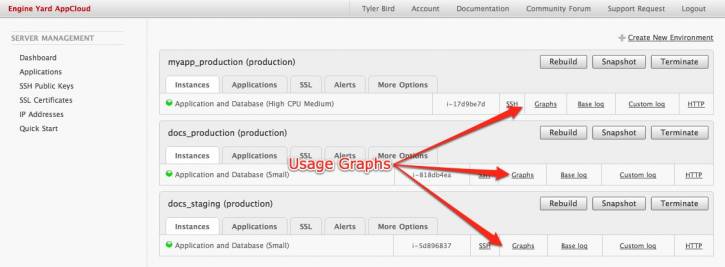 Engine Yard AppCloud
Tyler Bird Account Documentation Community Forum Support Request Logout
SERVER MANAGEMENT
Dashboard
Applications
SSH Public Keys
SSL Certificates
IP Addresses
Quick Start
Create New Environment
myapp_production (production) Rebuild Snapshot Terminate
Instances Applications SSL Alerts More Options
Application and Database (High CPU Medium) i-17d9be7d SSH Graphs Base log Custom log HTTP
docs_production (production) Rebuild Snapshot Terminate
Instances Applications SSL Alerts More Options
Usage Graphs
Application and Database (Small) i-818db4ea SSH Graphs Base log Custom log HTTP
docs_staging (production) Rebuild Snapshot Terminate
Instances Applications SSL Alerts More Options
Application and Database (Small) i-5d896837 SSH Graphs Base log Custom log HTTP